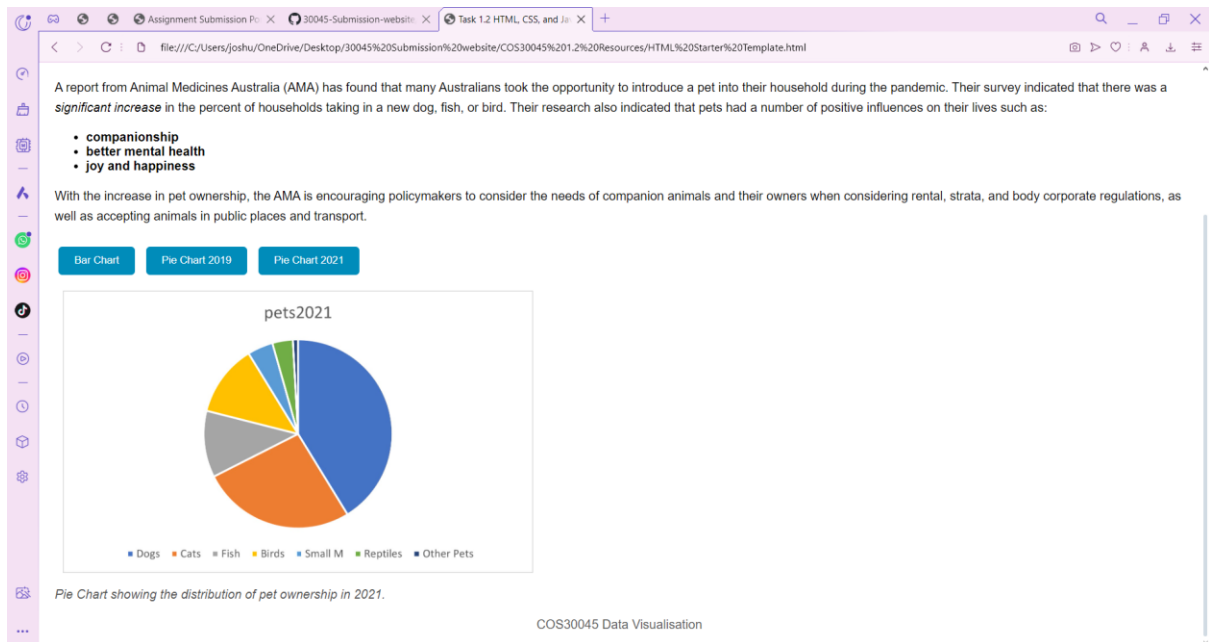 Assignment Submission Po
30045-Submission-website
Task 1.2 HTML, CSS, and Ja
file:///C:/Users/joshu/OneDrive/Desktop/30045%20Submission%20website/COS30045%201.2%20Resources/HTML%20Starter%20Template.html
A report from Animal Medicines Australia (AMA) has found that many Australians took the opportunity to introduce a pet into their household during the pandemic. Their survey indicated that there was a
significant increase in the percent of households taking in a new dog, fish, or bird. Their research also indicated that pets had a number of positive influences on their lives such as:
• companionship
• better mental health
• joy and happiness
With the increase in pet ownership, the AMA is encouraging policymakers to consider the needs of companion animals and their owners when considering rental, strata, and body corporate regulations, as
well as accepting animals in public places and transport.
Bar Chart Pie Chart 2019 Pie Chart 2021
pets2021
Dogs Cats Fish Birds Small M Reptiles Other Pets
Pie Chart showing the distribution of pet ownership in 2021.
COS30045 Data Visualisation